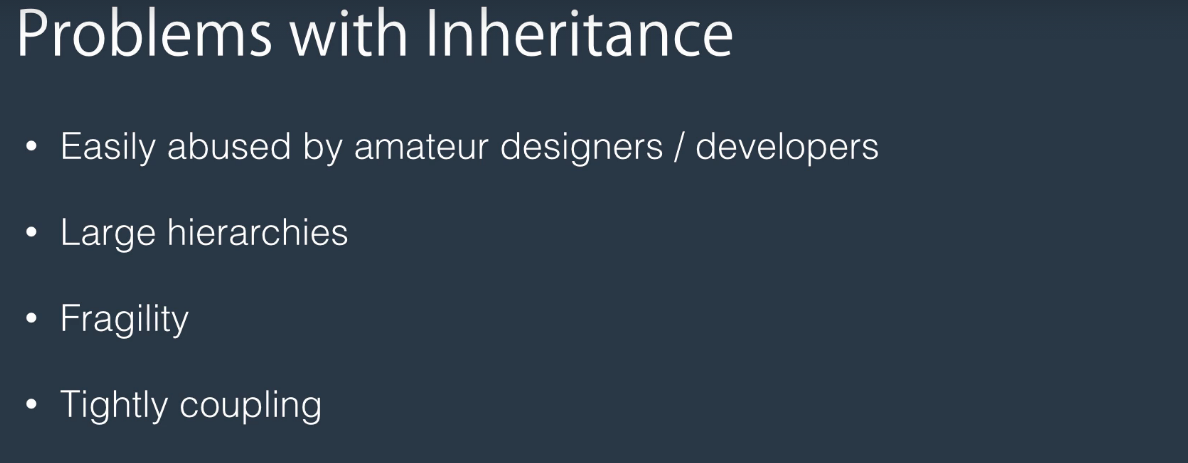 Problems with Inheritance
• Easily abused by amateur designers / developers
• Large hierarchies
• Fragility
• Tightly coupling